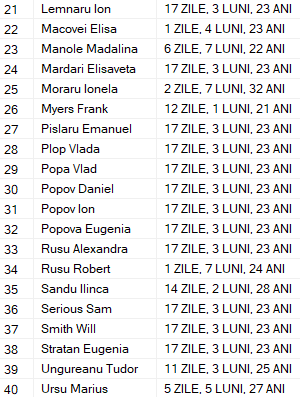 21 Lemnaru Ion 17 ZILE, 3 LUNI, 23 ANI
22 Macovei Elisa 1 ZILE, 4 LUNI, 23 ANI
23 Manole Madalina 6 ZILE, 7 LUNI, 22 ANI
24 Mardari Elisaveta 17 ZILE, 3 LUNI, 23 ANI
25 Moraru Ionela 2 ZILE, 7 LUNI, 32 ANI
26 Myers Frank 12 ZILE, 1 LUNI, 21 ANI
27 Pislaru Emanuel 17 ZILE, 3 LUNI, 23 ANI
28 Plop Vlada 17 ZILE, 3 LUNI, 23 ANI
29 Popa Vlad 17 ZILE, 3 LUNI, 23 ANI
30 Popov Daniel 17 ZILE, 3 LUNI, 23 ANI
31 Popov Ion 17 ZILE, 3 LUNI, 23 ANI
32 Popova Eugenia 17 ZILE, 3 LUNI, 23 ANI
33 Rusu Alexandra 17 ZILE, 3 LUNI, 23 ANI
34 Rusu Robert 1 ZILE, 7 LUNI, 24 ANI
35 Sandu Ilinca 14 ZILE, 2 LUNI, 28 ANI
36 Serious Sam 17 ZILE, 3 LUNI, 23 ANI
37 Smith Will 17 ZILE, 3 LUNI, 23 ANI
38 Stratan Eugenia 17 ZILE, 3 LUNI, 23 ANI
39 Ungureanu Tudor 11 ZILE, 3 LUNI, 25 ANI
40 Ursu Marius 5 ZILE, 5 LUNI, 27 ANI